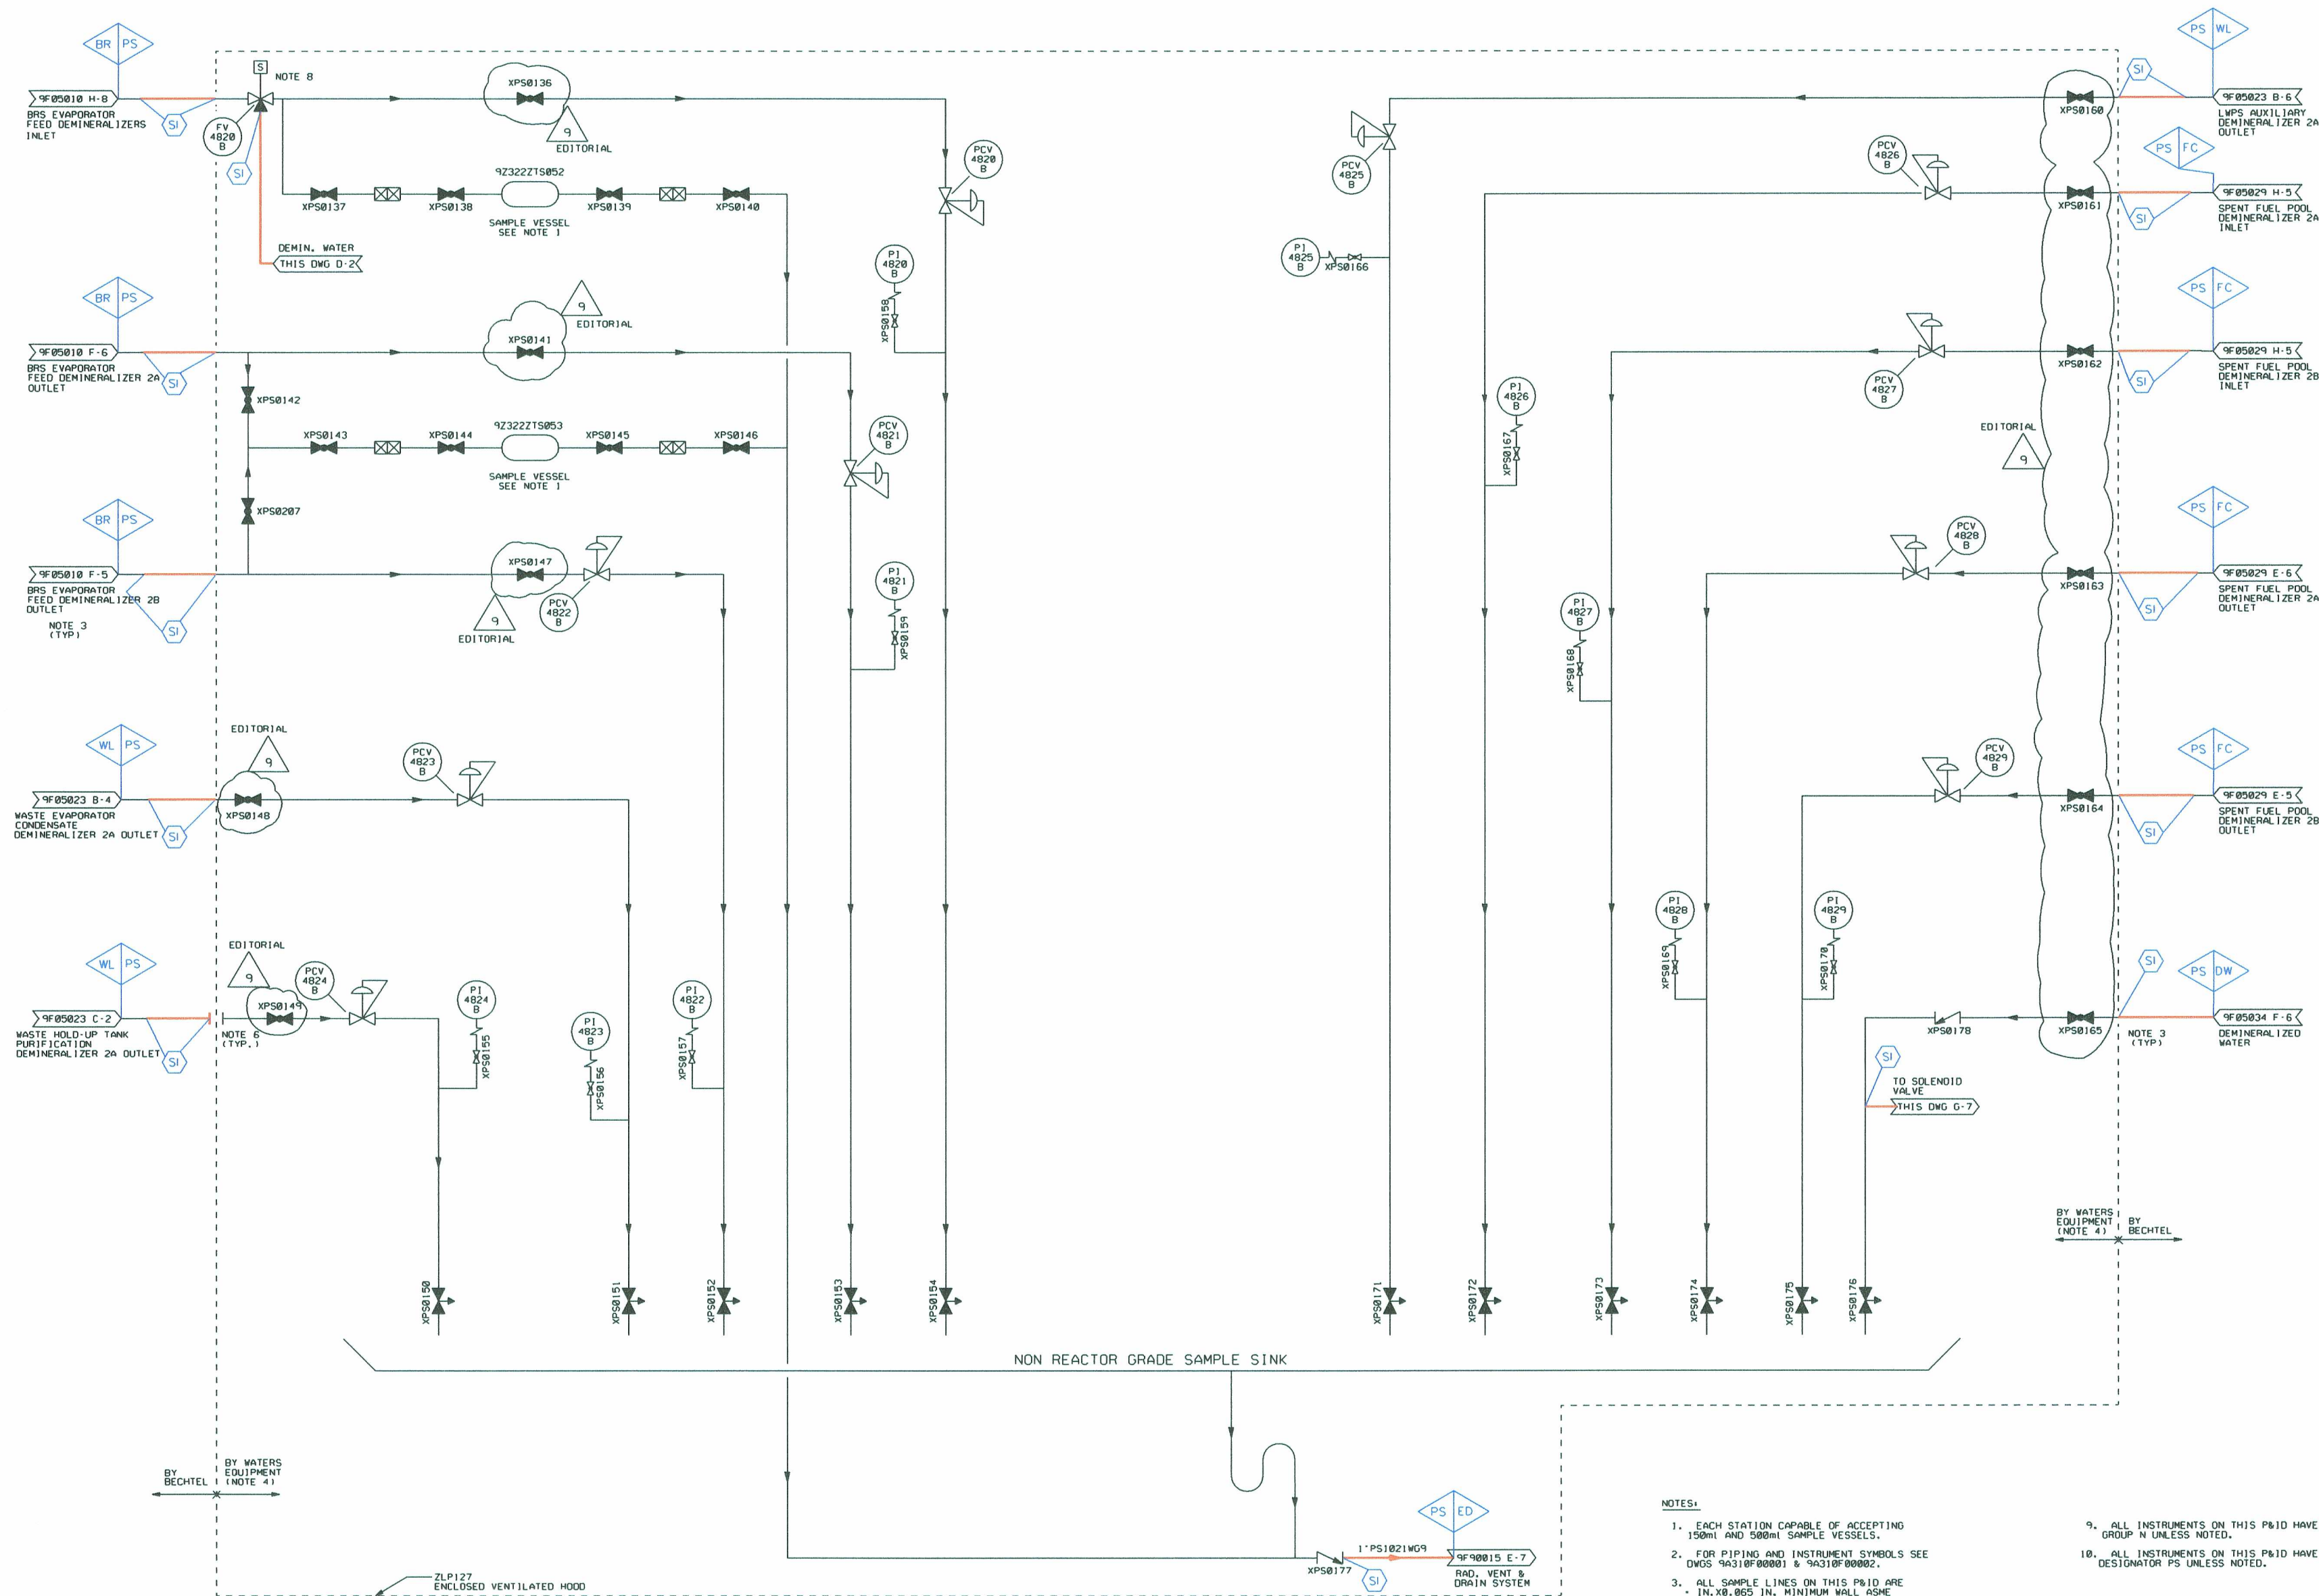 BR PS
S
NOTE 8
9F05010 H-8
BRS EVAPORATOR
FEED DEMINERALIZERS
INLET
SI
FV
4820
B
SI
XPS0136
9
EDITORIAL
PCV
4820
B
9Z322ZTS052
XPS0137
XPS0138
XPS0139
XPS0140
SAMPLE VESSEL
SEE NOTE 1
DEMIN. WATER
THIS DWG D-2
PI
4820
B
XPS0158
BR PS
9F05010 F-6
BRS EVAPORATOR
FEED DEMINERALIZER 2A
OUTLET
SI
XPS0141
9
EDITORIAL
XPS0142
9Z322ZTS053
XPS0143
XPS0144
XPS0145
XPS0146
SAMPLE VESSEL
SEE NOTE 1
PCV
4821
B
XPS0207
BR PS
9F05010 F-5
BRS EVAPORATOR
FEED DEMINERALIZER 2B
OUTLET
NOTE 3
(TYP)
SI
XPS0147
9
EDITORIAL
PCV
4822
B
PI
4821
B
XPS0159
WL PS
9F05023 B-4
WASTE EVAPORATOR
CONDENSATE
DEMINERALIZER 2A OUTLET
SI
EDITORIAL
9
XPS0148
PCV
4823
B
WL PS
9F05023 C-2
WASTE HOLD-UP TANK
PURIFICATION
DEMINERALIZER 2A OUTLET
SI
EDITORIAL
9
XPS0149
NOTE 6
(TYP.)
PCV
4824
B
PI
4824
B
XPS0155
PI
4823
B
XPS0156
PI
4822
B
XPS0157
XPS0150
XPS0151
XPS0152
XPS0153
XPS0154
PS WL
SI
9F05023 B-6
LWPS AUXILIARY
DEMINERALIZER 2A
OUTLET
XPS0160
PCV
4825
B
PI
4825
B
XPS0166
PS FC
9F05029 H-5
SPENT FUEL POOL
DEMINERALIZER 2A
INLET
SI
XPS0161
PCV
4826
B
PI
4826
B
XPS0167
PS FC
9F05029 H-5
SPENT FUEL POOL
DEMINERALIZER 2B
INLET
SI
XPS0162
PCV
4827
B
EDITORIAL
9
PI
4827
B
XPS0168
PS FC
9F05029 E-6
SPENT FUEL POOL
DEMINERALIZER 2A
OUTLET
SI
XPS0163
PCV
4828
B
PI
4828
B
XPS0169
PS FC
9F05029 E-5
SPENT FUEL POOL
DEMINERALIZER 2B
OUTLET
SI
XPS0164
PCV
4829
B
PI
4829
B
XPS0170
PS DW
SI
9F05034 F-6
DEMINERALIZED
WATER
NOTE 3
(TYP)
XPS0165
XPS0178
SI
TO SOLENOID
VALVE
THIS DWG G-7
BY WATERS
EQUIPMENT
(NOTE 4)
BY
BECHTEL
XPS0171
XPS0172
XPS0173
XPS0174
XPS0175
XPS0176
NON REACTOR GRADE SAMPLE SINK
BY
BECHTEL
BY WATERS
EQUIPMENT
(NOTE 4)
ZLP127
ENCLOSED VENTILATED HOOD
XPS0177
1"PS1021WG9
SI
PS ED
9F90015 E-7
RAD. VENT &
DRAIN SYSTEM
NOTES:
1. EACH STATION CAPABLE OF ACCEPTING
150ml AND 500ml SAMPLE VESSELS.
2. FOR PIPING AND INSTRUMENT SYMBOLS SEE
DWGS 9A310F00001 & 9A310F00002.
3. ALL SAMPLE LINES ON THIS P&ID ARE
IN.X0.065 IN. MINIMUM WALL ASME
9. ALL INSTRUMENTS ON THIS P&ID HAVE
GROUP N UNLESS NOTED.
10. ALL INSTRUMENTS ON THIS P&ID HAVE
DESIGNATOR PS UNLESS NOTED.